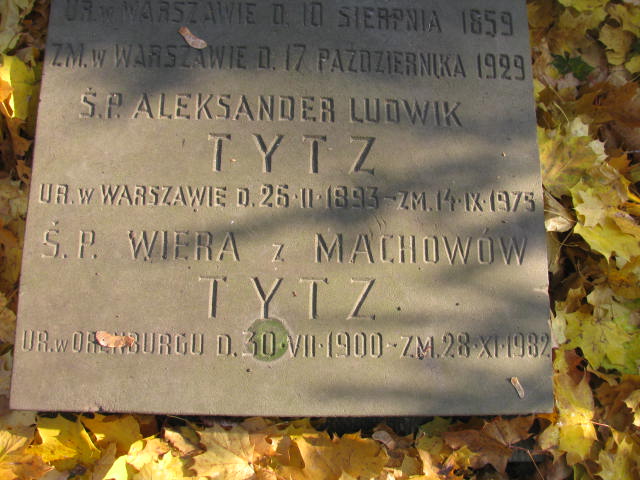 UR. w WARSZAWIE D. 10 SIERPNIA 1859
ZM. w WARSZAWIE D. 17 PAŹDZIERNIKA 1929
Ś.P. ALEKSANDER LUDWIK
TYTZ
UR. w WARSZAWIE D. 26·II·1893-ZM. 14·IX·1975
Ś.P. WIERA z MACHOWÓW
TYTZ
UR. w ORENBURGU D. 30·VII·1900-ZM. 28·XI·1982